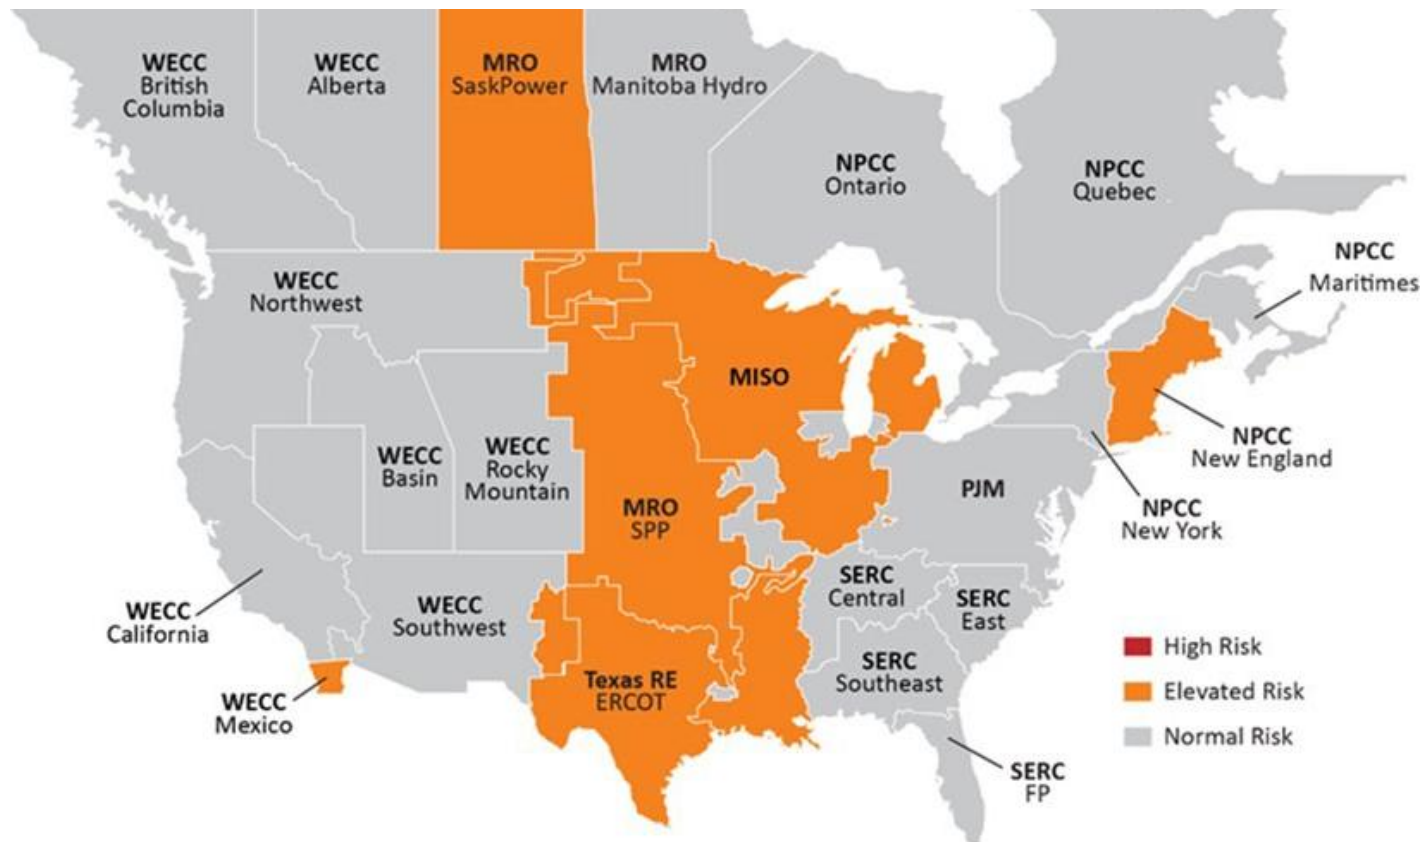 WECC
British
Columbia
WECC
Alberta
MRO
SaskPower
MRO
Manitoba Hydro
NPCC
Ontario
NPCC
Quebec
NPCC
Maritimes
WECC
Northwest
MISO
WECC
Basin
WECC
Rocky
Mountain
MRO
SPP
PJM
NPCC
New England
NPCC
New York
WECC
California
WECC
Southwest
SERC
Central
SERC
East
WECC
Mexico
Texas RE
ERCOT
SERC
Southeast
SERC
FP
High Risk
Elevated Risk
Normal Risk